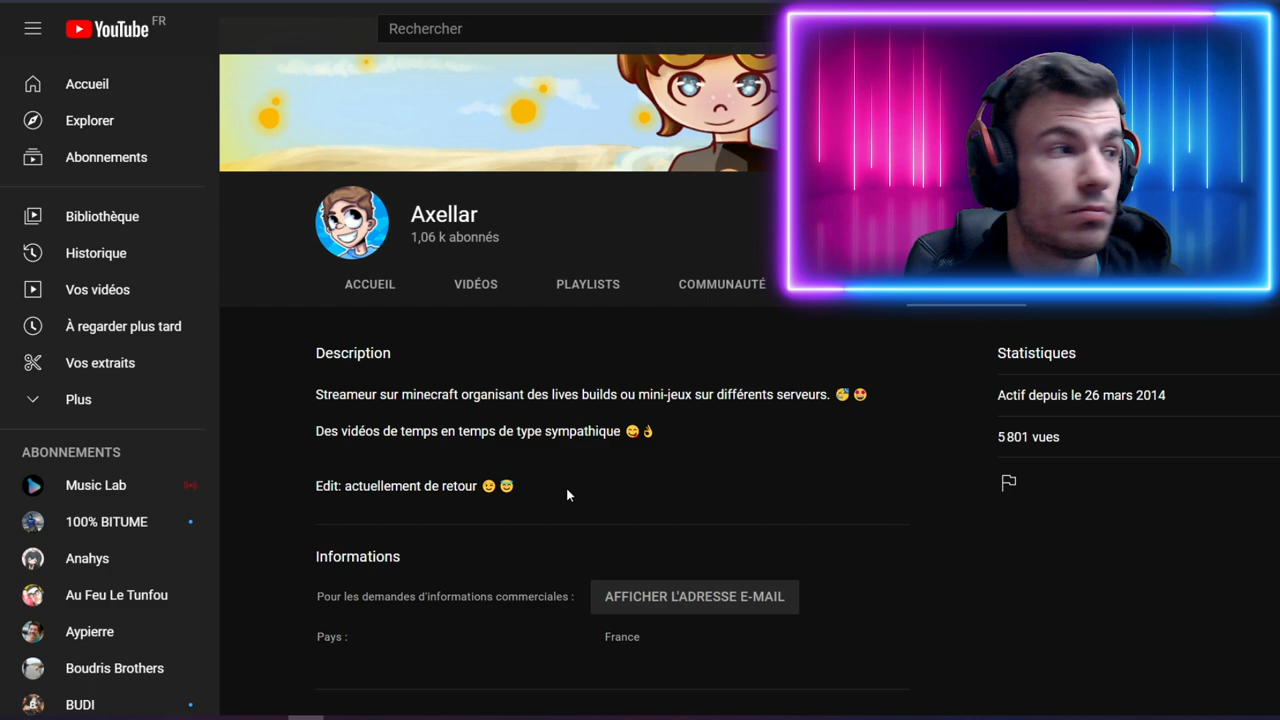 YouTube FR
Rechercher
Accueil
Explorer
Abonnements
Bibliothèque
Historique
Vos vidéos
À regarder plus tard
Vos extraits
Plus
ABONNEMENTS
Music Lab
100% BITUME
Anahys
Au Feu Le Tunfou
Aypierre
Boudris Brothers
BUDI
Axellar
1,06 k abonnés
ACCUEIL VIDÉOS PLAYLISTS COMMUNAUTÉ
Description
Streameur sur minecraft organisant des lives builds ou mini-jeux sur différents serveurs. 🥳 🤩
Des vidéos de temps en temps de type sympathique 😋 👌
Edit: actuellement de retour 😉 😇
Informations
Pour les demandes d'informations commerciales : AFFICHER L'ADRESSE E-MAIL
Pays : France
Statistiques
Actif depuis le 26 mars 2014
5 801 vues